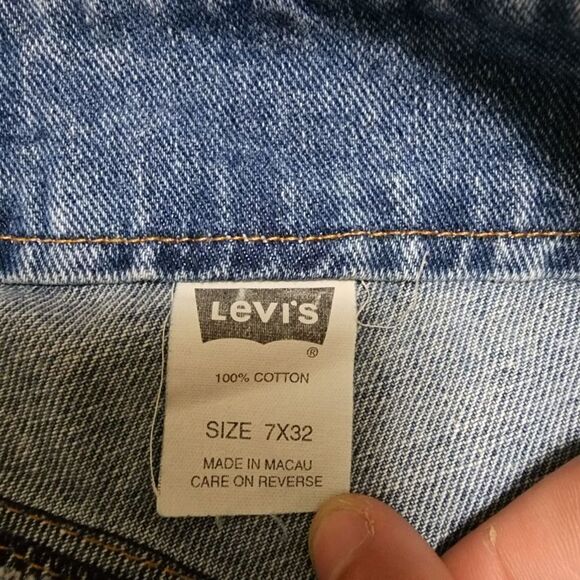 Levi's
®
100% COTTON
SIZE 7X32
MADE IN MACAU
CARE ON REVERSE